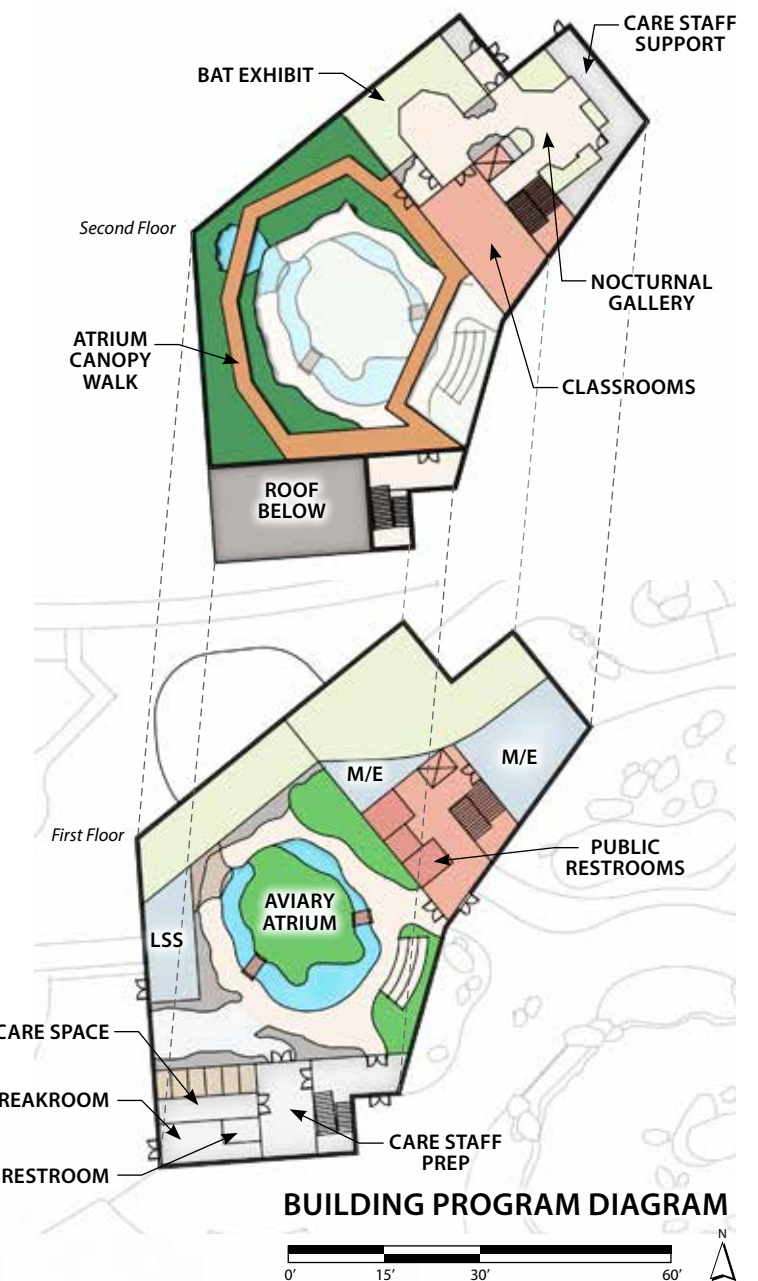 CARE STAFF
SUPPORT
BAT EXHIBIT
Second Floor
NOCTURNAL
GALLERY
ATRIUM
CANOPY
WALK
CLASSROOMS
ROOF
BELOW
M/E
M/E
First Floor
PUBLIC
RESTROOMS
AVIARY
ATRIUM
LSS
CARE SPACE
REAKROOM
RESTROOM
CARE STAFF
PREP
BUILDING PROGRAM DIAGRAM
N
0' 15' 30' 60'